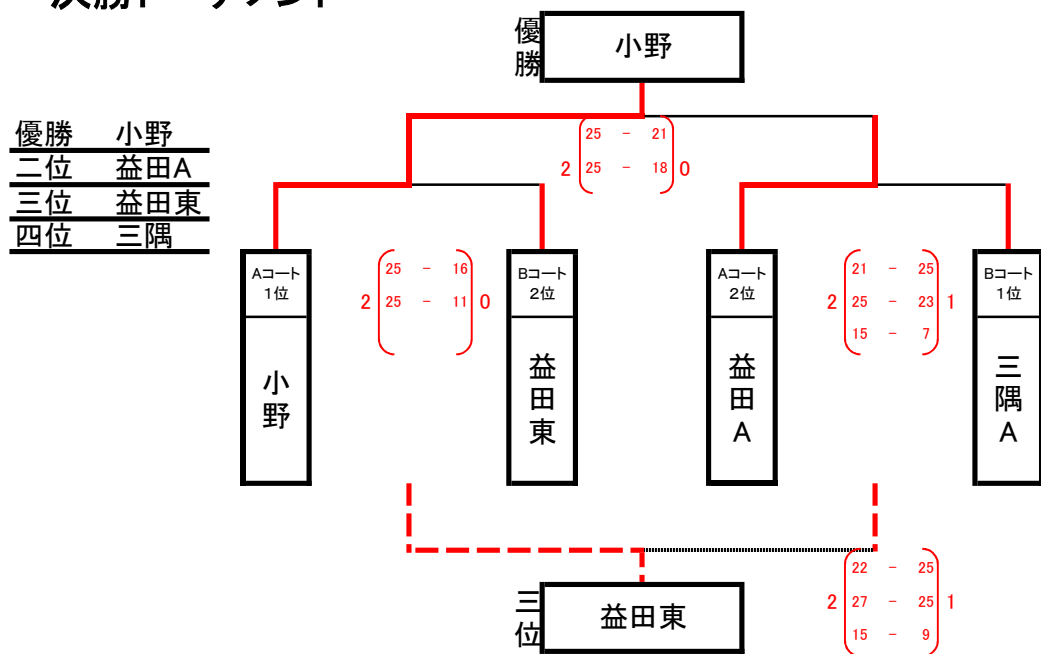 優勝
小野
優勝 小野
二位 益田A
三位 益田東
四位 三隅
25 - 21
2 25 - 18 0
Aコート
1位
小野
25 - 16
2 25 - 11 0
Bコート
2位
益田東
Aコート
2位
益田A
21 - 25
2 25 - 23 1
15 - 7
Bコート
1位
三隅A
三位
益田東
22 - 25
2 27 - 25 1
15 - 9